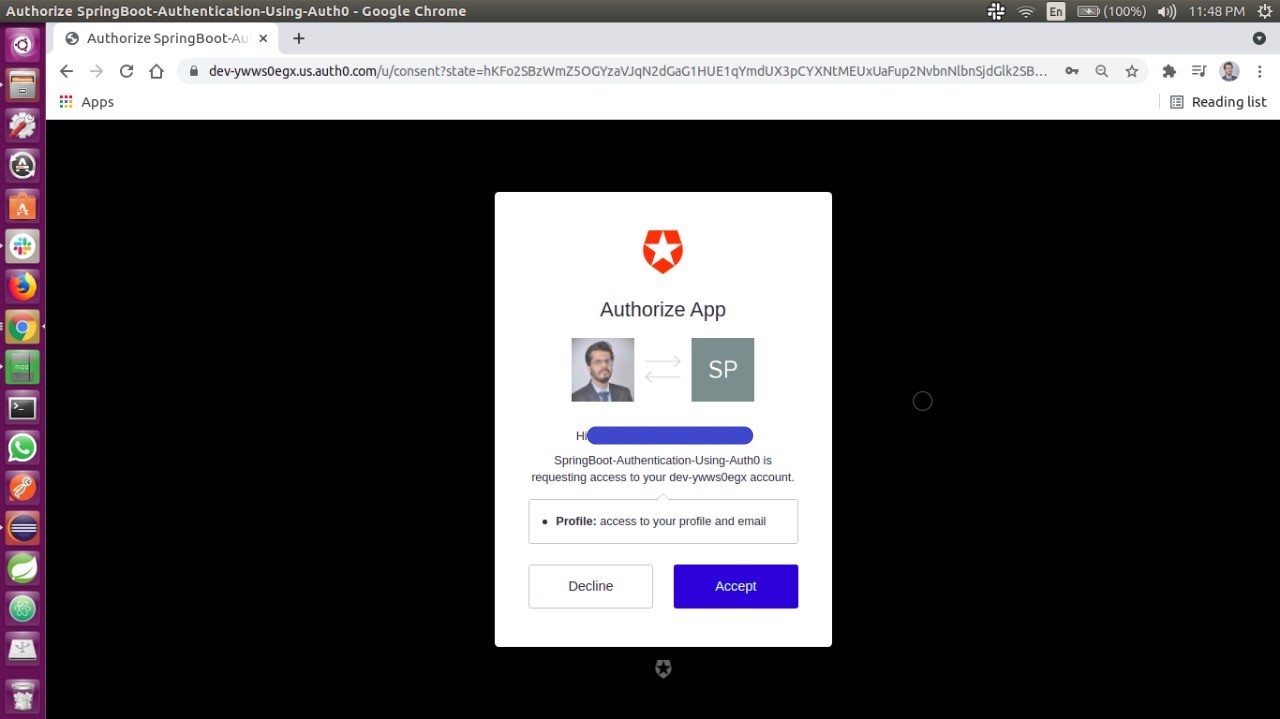 Authorize SpringBoot-Authentication-Using-Auth0 - Google Chrome
En
(100%)
11:48 PM
Authorize SpringBoot-Au
dev-ywws0egx.us.auth0.com/u/consent?state=hKFo2SBzWmZ5OGYzaVJqN2dGaG1HUE1qYmdUX3pCYXNtMEUxUaFup2NvbnNlbnSjdGlk2SB...
Apps
Reading list
Authorize App
SP
Hi
SpringBoot-Authentication-Using-Auth0 is
requesting access to your dev-ywws0egx account.
• Profile: access to your profile and email
Decline
Accept
nqq